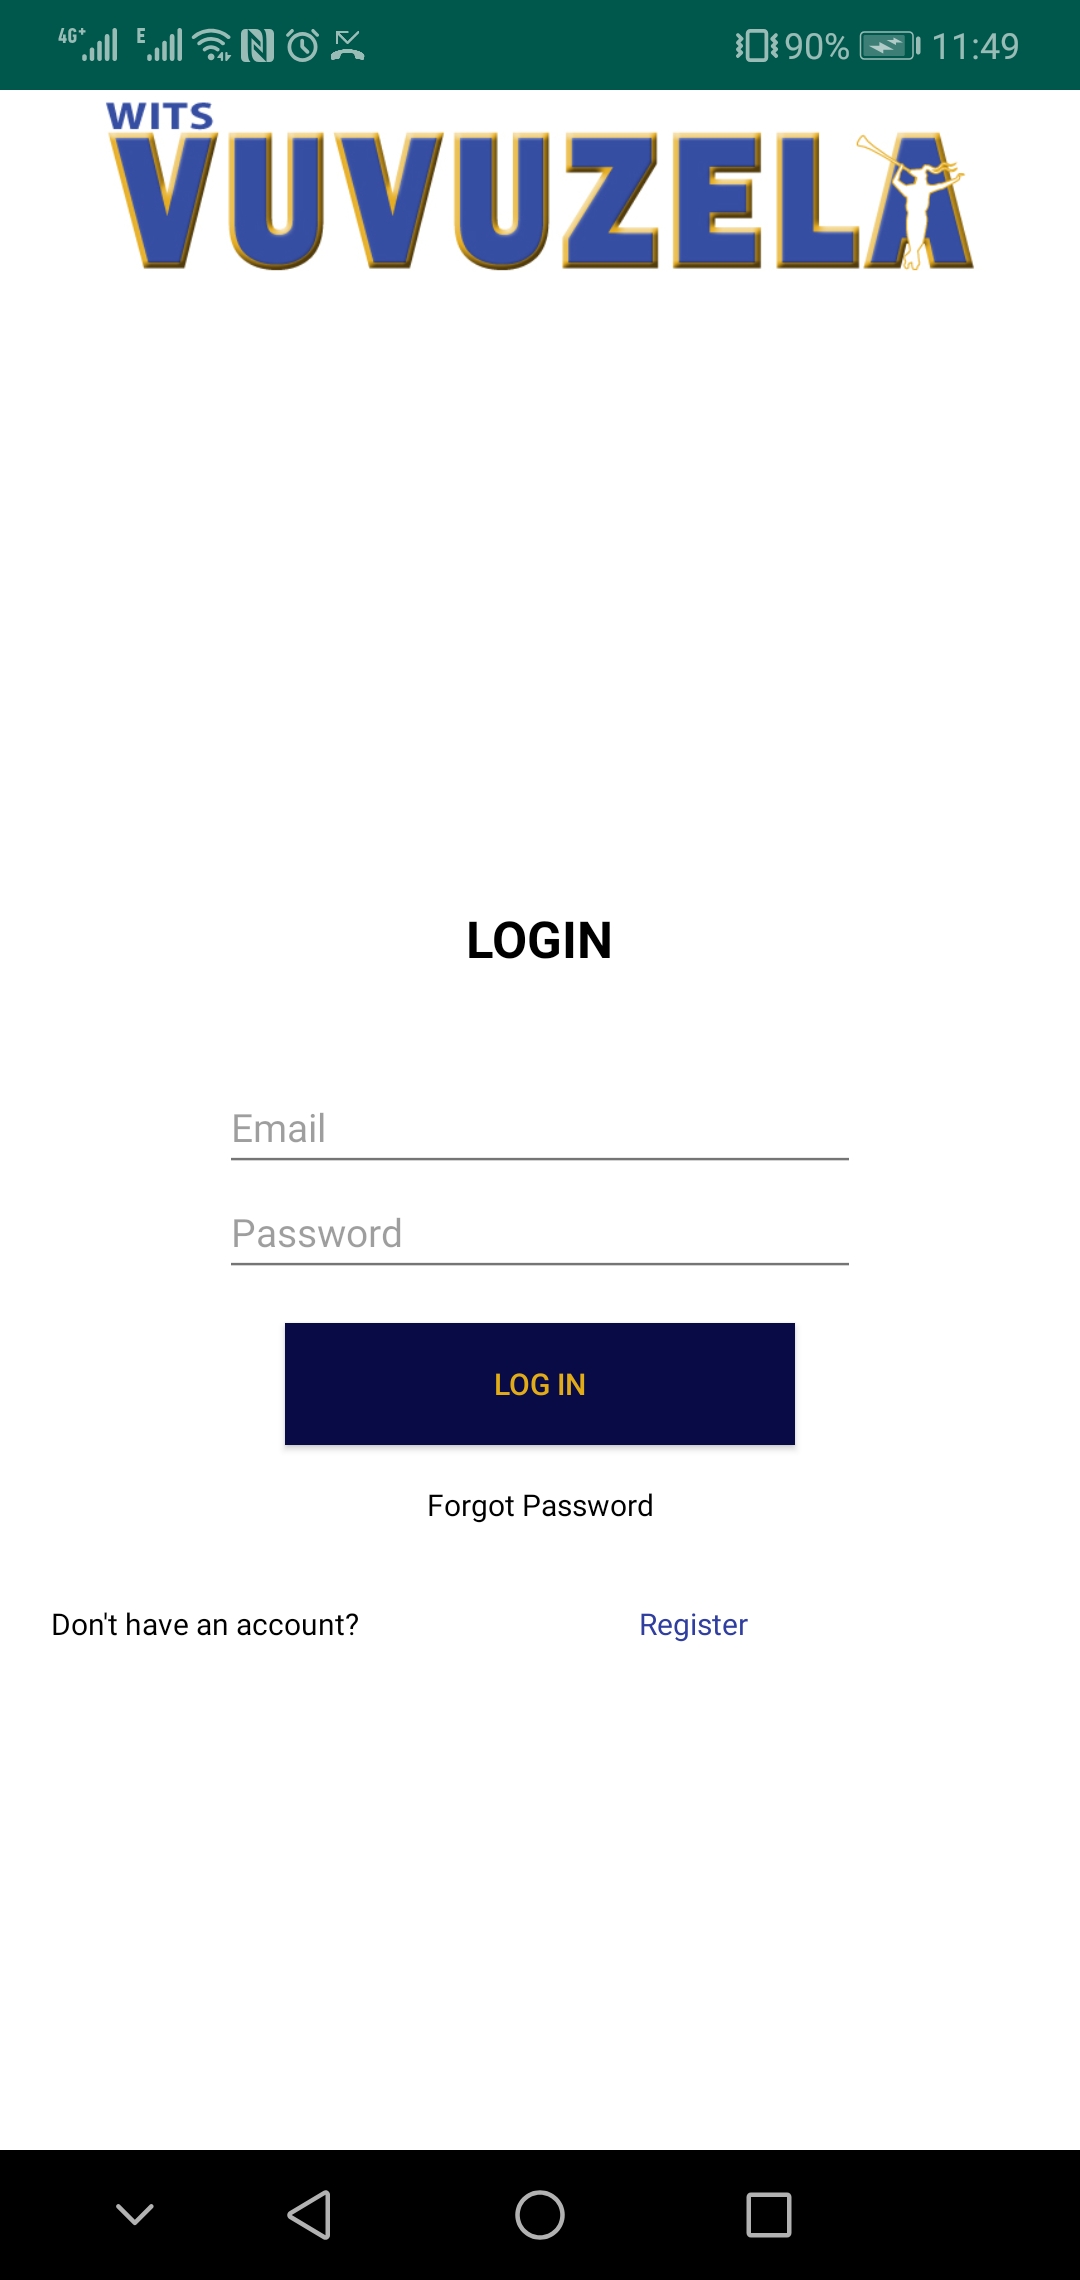 4G+ E 90% 11:49
WITS
VUVUZELA
LOGIN
Email
Password
LOG IN
Forgot Password
Don't have an account? Register